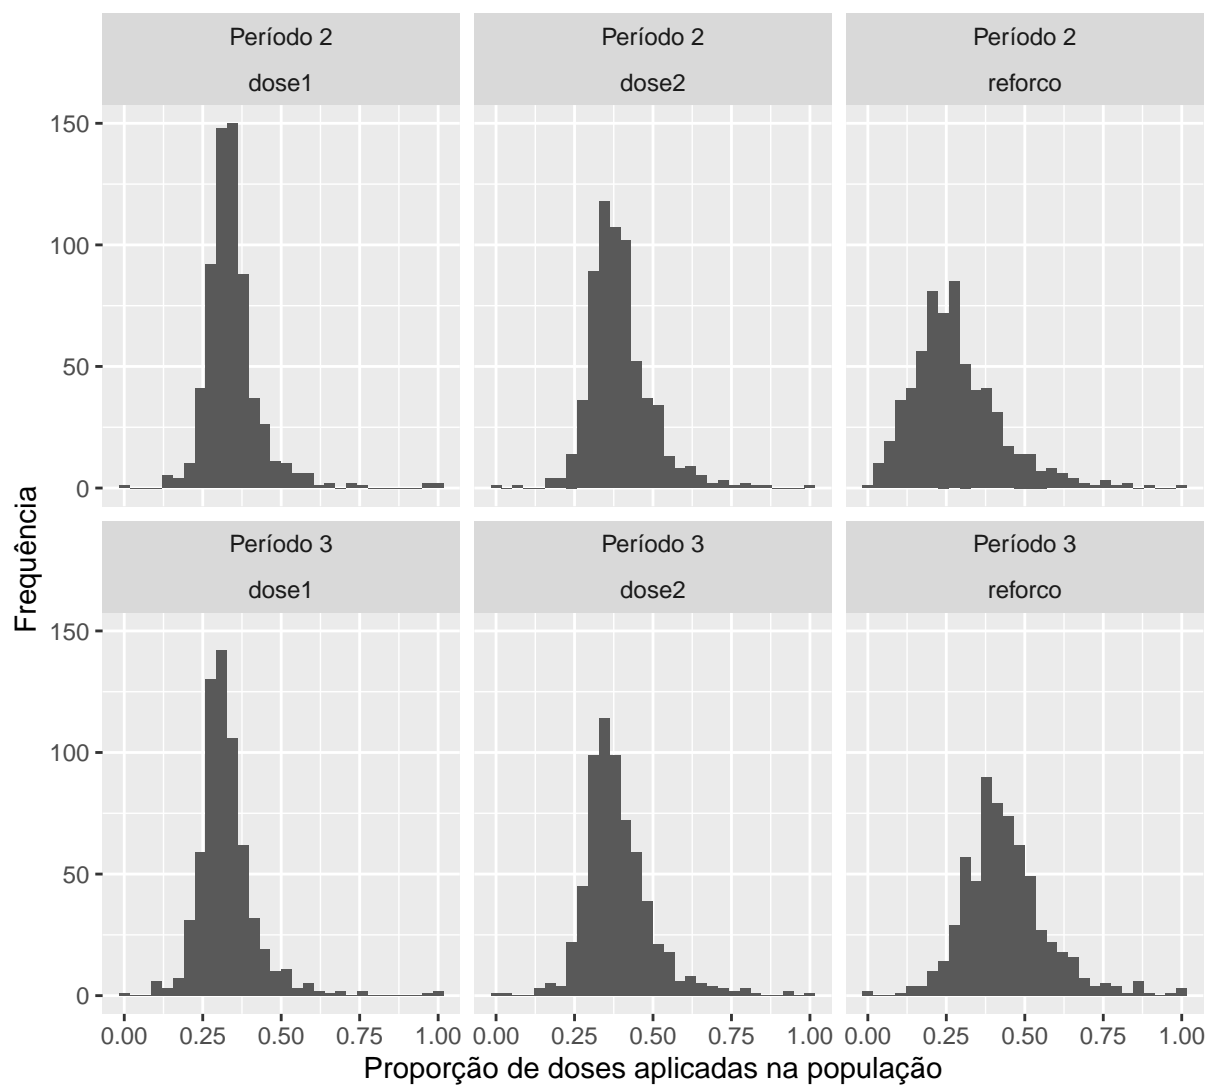 Período 2 Período 2 Período 2
dose1 dose2 reforco
150
100
50
0
Período 3 Período 3 Período 3
dose1 dose2 reforco
Frequência
150
100
50
0
0.00 0.25 0.50 0.75 1.00 0.00 0.25 0.50 0.75 1.00 0.00 0.25 0.50 0.75 1.00
Proporção de doses aplicadas na população